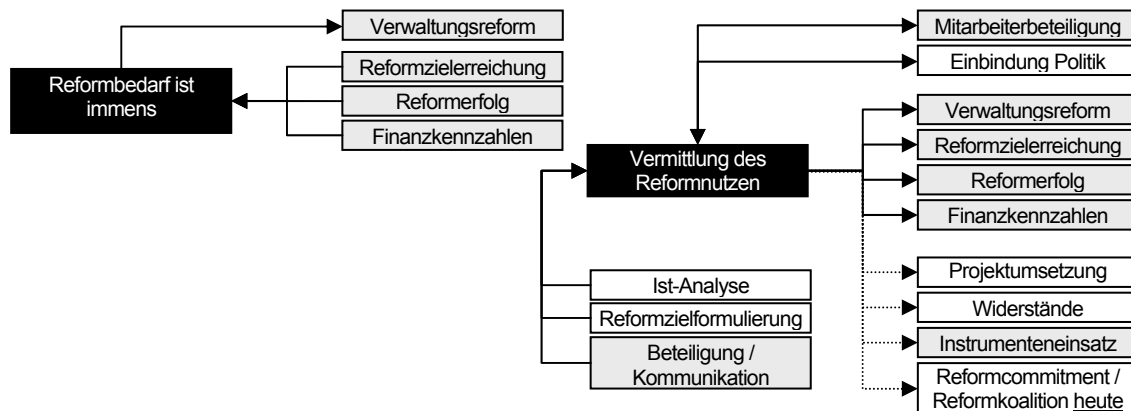 Verwaltungsreform
Reformbedarf ist
immens
Reformzielerreichung
Reformerfolg
Finanzkennzahlen
Mitarbeiterbeteiligung
Einbindung Politik
Vermittlung des
Reformnutzen
Verwaltungsreform
Reformzielerreichung
Reformerfolg
Finanzkennzahlen
Ist-Analyse
Reformzielformulierung
Beteiligung /
Kommunikation
Projektumsetzung
Widerstände
Instrumenteneinsatz
Reformcommitment /
Reformkoalition heute